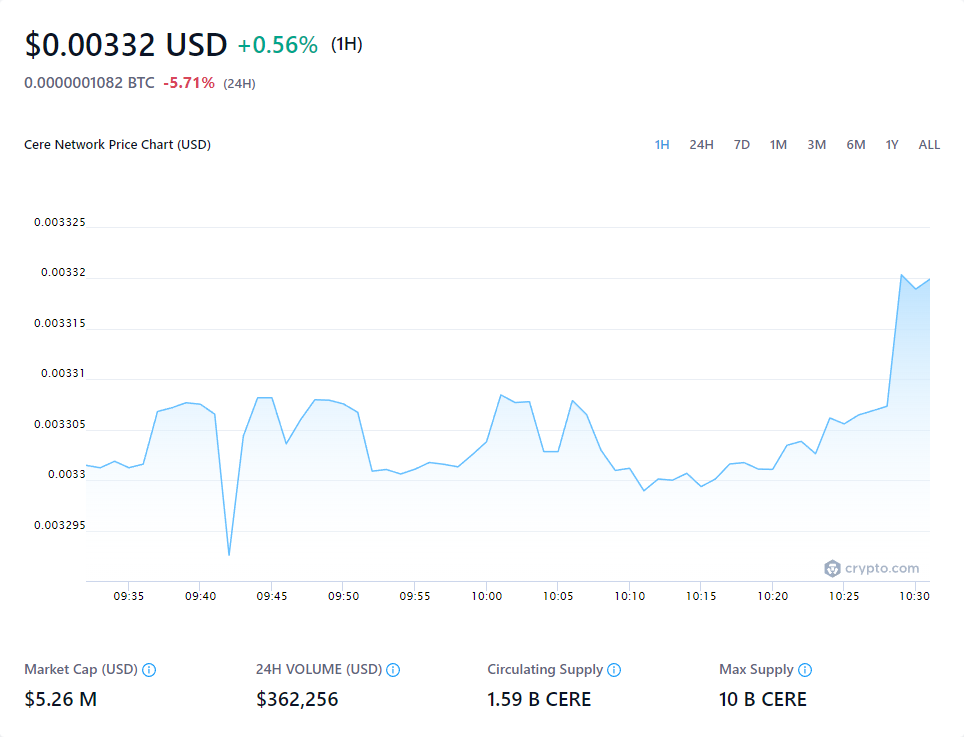 $0.00332 USD +0.56% (1H)
0.0000001082 BTC -5.71% (24H)
Cere Network Price Chart (USD)
1H 24H 7D 1M 3M 6M 1Y ALL
0.003325
0.00332
0.003315
0.00331
0.003305
0.0033
0.003295
crypto.com
09:35 09:40 09:45 09:50 09:55 10:00 10:05 10:10 10:15 10:20 10:25 10:30
Market Cap (USD) 24H VOLUME (USD) Circulating Supply Max Supply
$5.26 M $362,256 1.59 B CERE 10 B CERE